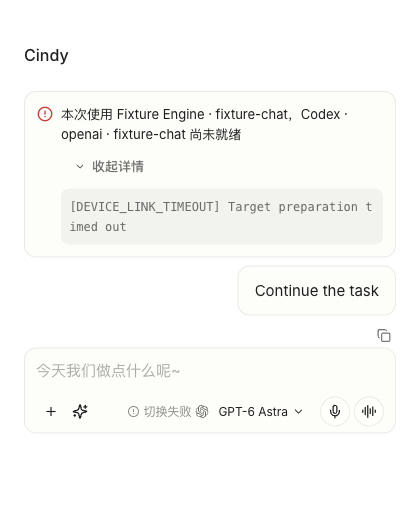 Cindy
本次使用 Fixture Engine · fixture-chat，Codex ·
openai · fixture-chat 尚未就绪
收起详情
[DEVICE_LINK_TIMEOUT] Target preparation t
imed out
Continue the task
今天我们做点什么呢~
切换失败 GPT-6 Astra